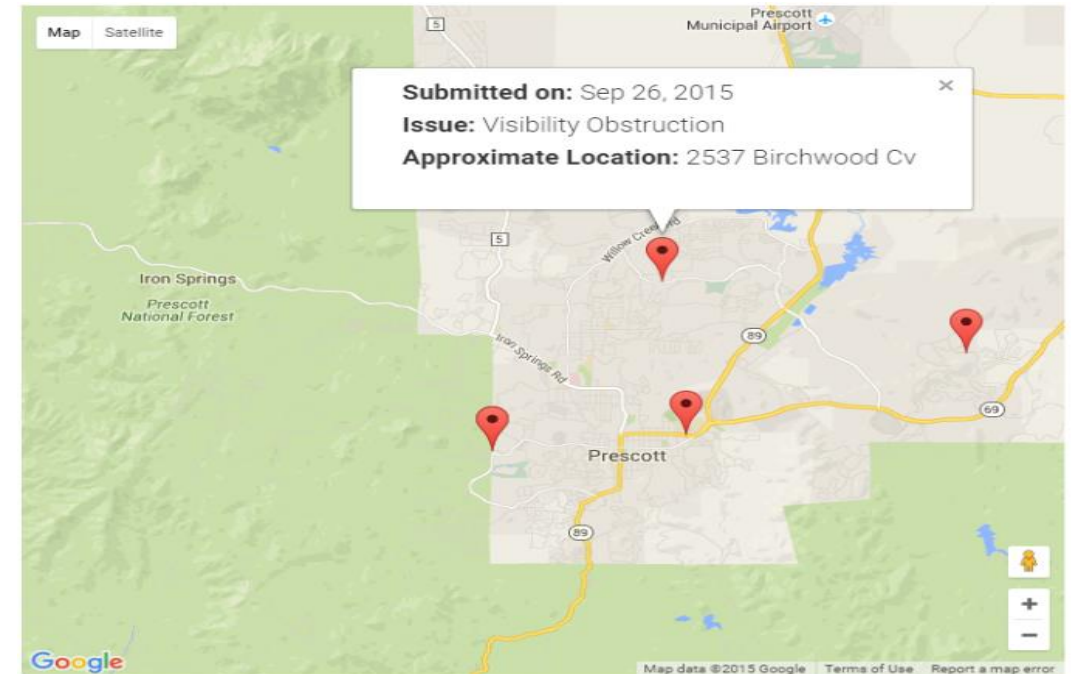 Map Satellite
5
Prescott
Municipal Airport
Submitted on: Sep 26, 2015
Issue: Visibility Obstruction
Approximate Location: 2537 Birchwood Cv
×
Willow Creek Rd
5
Iron Springs
Prescott
National Forest
Iron Springs Rd
89
69
Prescott
89
+
−
Google
Map data ©2015 Google Terms of Use Report a map error